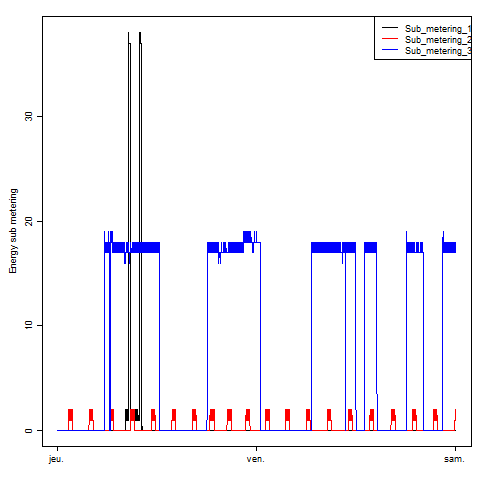 Sub_metering_1
Sub_metering_2
Sub_metering_3
30
20
10
0
Energy sub metering
jeu. ven. sam.